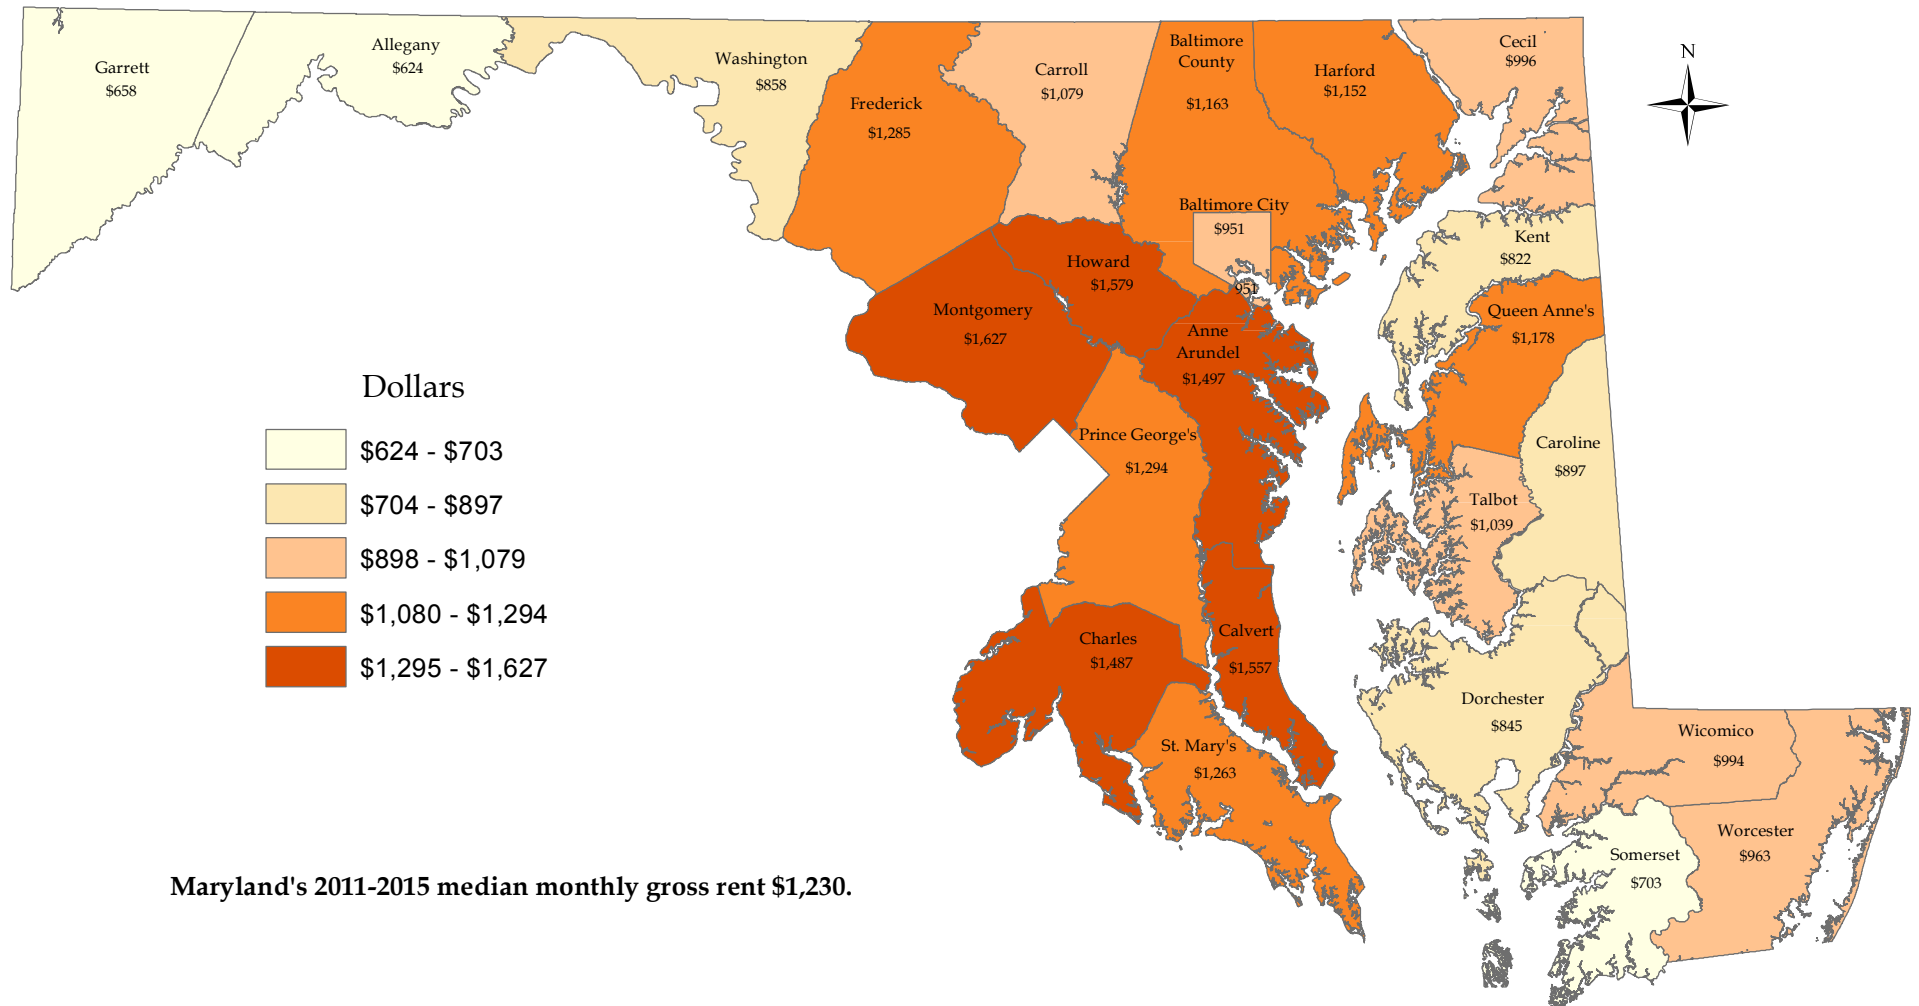 Garrett
$658
Allegany
$624
Washington
$858
Frederick
$1,285
Carroll
$1,079
Baltimore
County
$1,163
Harford
$1,152
Cecil
$996
N
Baltimore City
$951
951
Kent
$822
Howard
$1,579
Montgomery
$1,627
Anne
Arundel
$1,497
Queen Anne's
$1,178
Prince George's
$1,294
Caroline
$897
Talbot
$1,039
Dollars
$624 - $703
$704 - $897
$898 - $1,079
$1,080 - $1,294
$1,295 - $1,627
Charles
$1,487
Calvert
$1,557
Dorchester
$845
St. Mary's
$1,263
Wicomico
$994
Worcester
$963
Somerset
$703
Maryland's 2011-2015 median monthly gross rent $1,230.